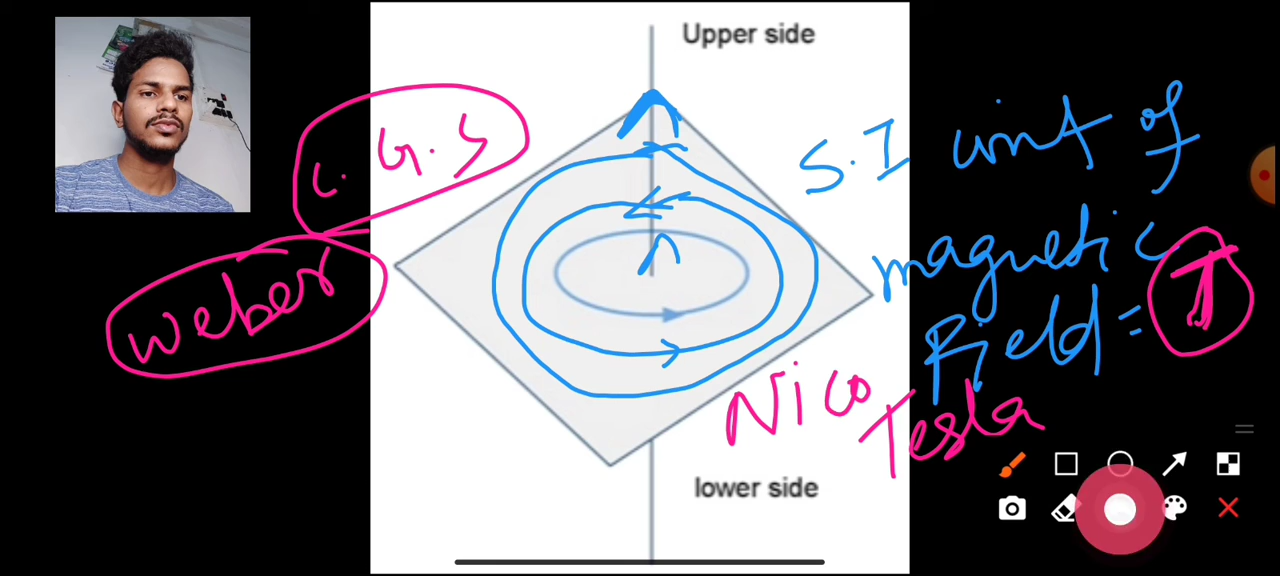 Upper side
C. G. S
S. I unit of
magnetic
Field = T
weber
Nico
Tesla
lower side